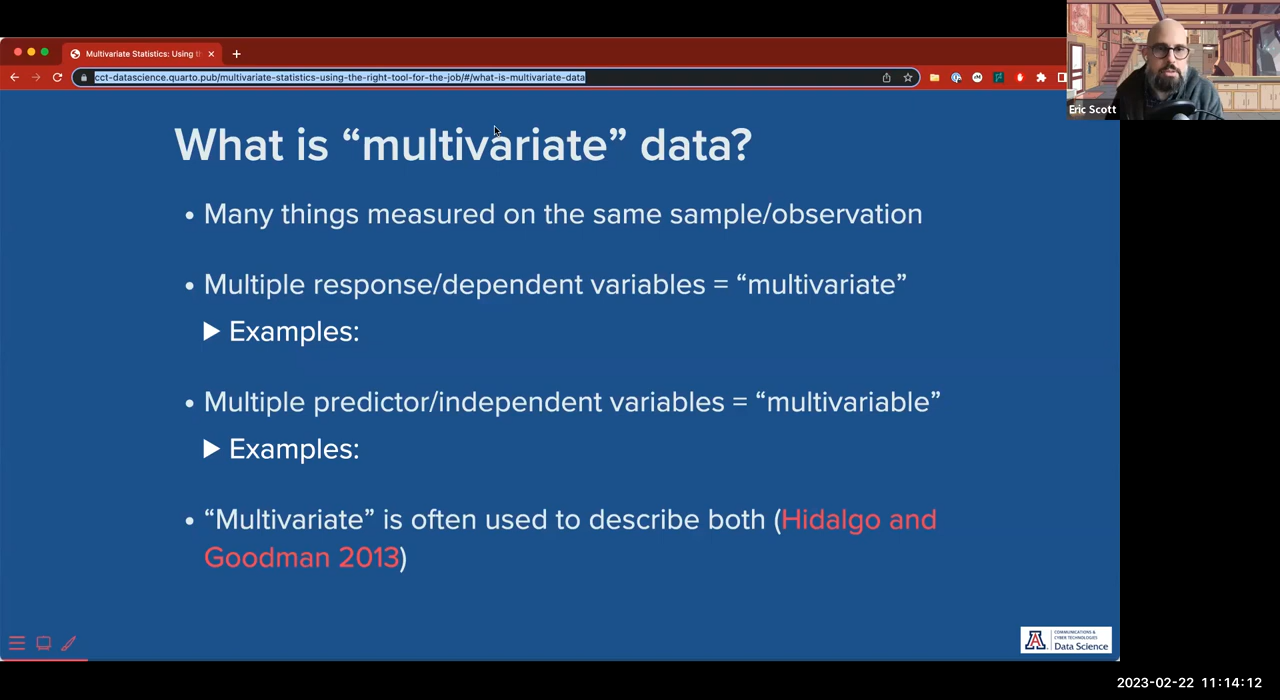 Multivariate Statistics: Using th
cct-datascience.quarto.pub/multivariate-statistics-using-the-right-tool-for-the-job/#/what-is-multivariate-data
Eric Scott
What is “multivariate” data?
• Many things measured on the same sample/observation
• Multiple response/dependent variables = “multivariate”
▶ Examples:
• Multiple predictor/independent variables = “multivariable”
▶ Examples:
• “Multivariate” is often used to describe both (Hidalgo and
Goodman 2013)
COMMUNICATIONS &
CYBER TECHNOLOGIES
Data Science
A
2023-02-22 11:14:12